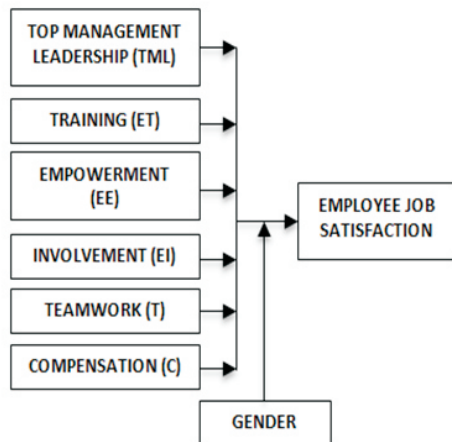 TOP MANAGEMENT
LEADERSHIP (TML)
TRAINING (ET)
EMPOWERMENT
(EE)
INVOLVEMENT (EI)
TEAMWORK (T)
COMPENSATION (C)
EMPLOYEE JOB
SATISFACTION
GENDER